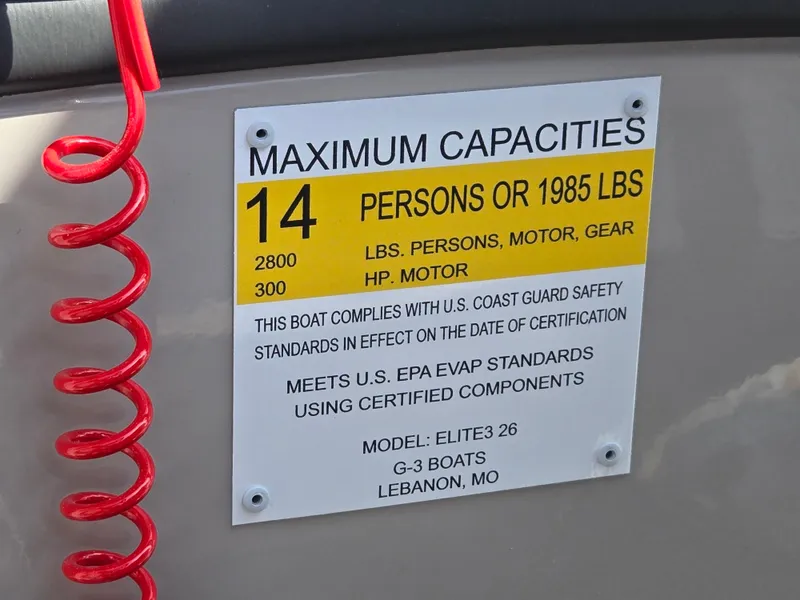 MAXIMUM CAPACITIES
14 PERSONS OR 1985 LBS
2800 LBS. PERSONS, MOTOR, GEAR
300 HP. MOTOR
THIS BOAT COMPLIES WITH U.S. COAST GUARD SAFETY
STANDARDS IN EFFECT ON THE DATE OF CERTIFICATION
MEETS U.S. EPA EVAP STANDARDS
USING CERTIFIED COMPONENTS
MODEL: ELITE3 26
G-3 BOATS
LEBANON, MO